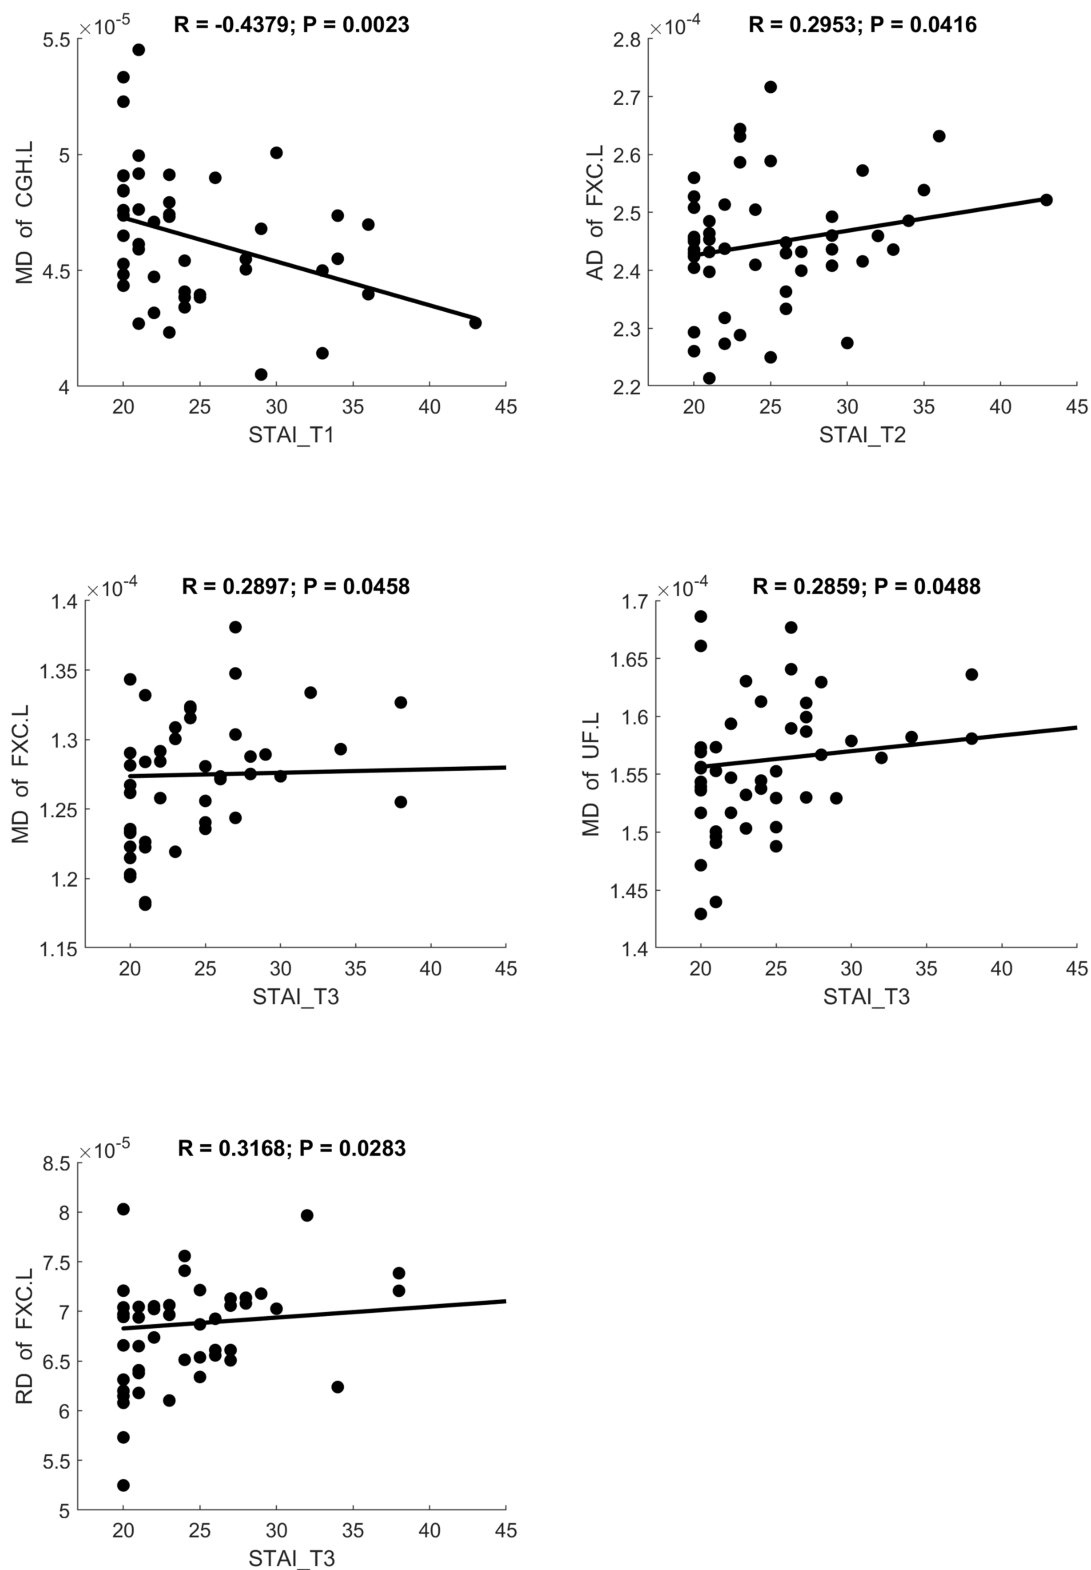 R = -0.4379; P = 0.0023
×10⁻⁵
5.5
5
4.5
4
MD of CGH.L
20 25 30 35 40 45
STAI_T1
R = 0.2953; P = 0.0416
×10⁻⁴
2.8
2.7
2.6
2.5
2.4
2.3
2.2
AD of FXC.L
20 25 30 35 40 45
STAI_T2
R = 0.2897; P = 0.0458
×10⁻⁴
1.4
1.35
1.3
1.25
1.2
1.15
MD of FXC.L
20 25 30 35 40 45
STAI_T3
R = 0.2859; P = 0.0488
×10⁻⁴
1.7
1.65
1.6
1.55
1.5
1.45
1.4
MD of UF.L
20 25 30 35 40 45
STAI_T3
R = 0.3168; P = 0.0283
×10⁻⁵
8.5
8
7.5
7
6.5
6
5.5
5
RD of FXC.L
20 25 30 35 40 45
STAI_T3